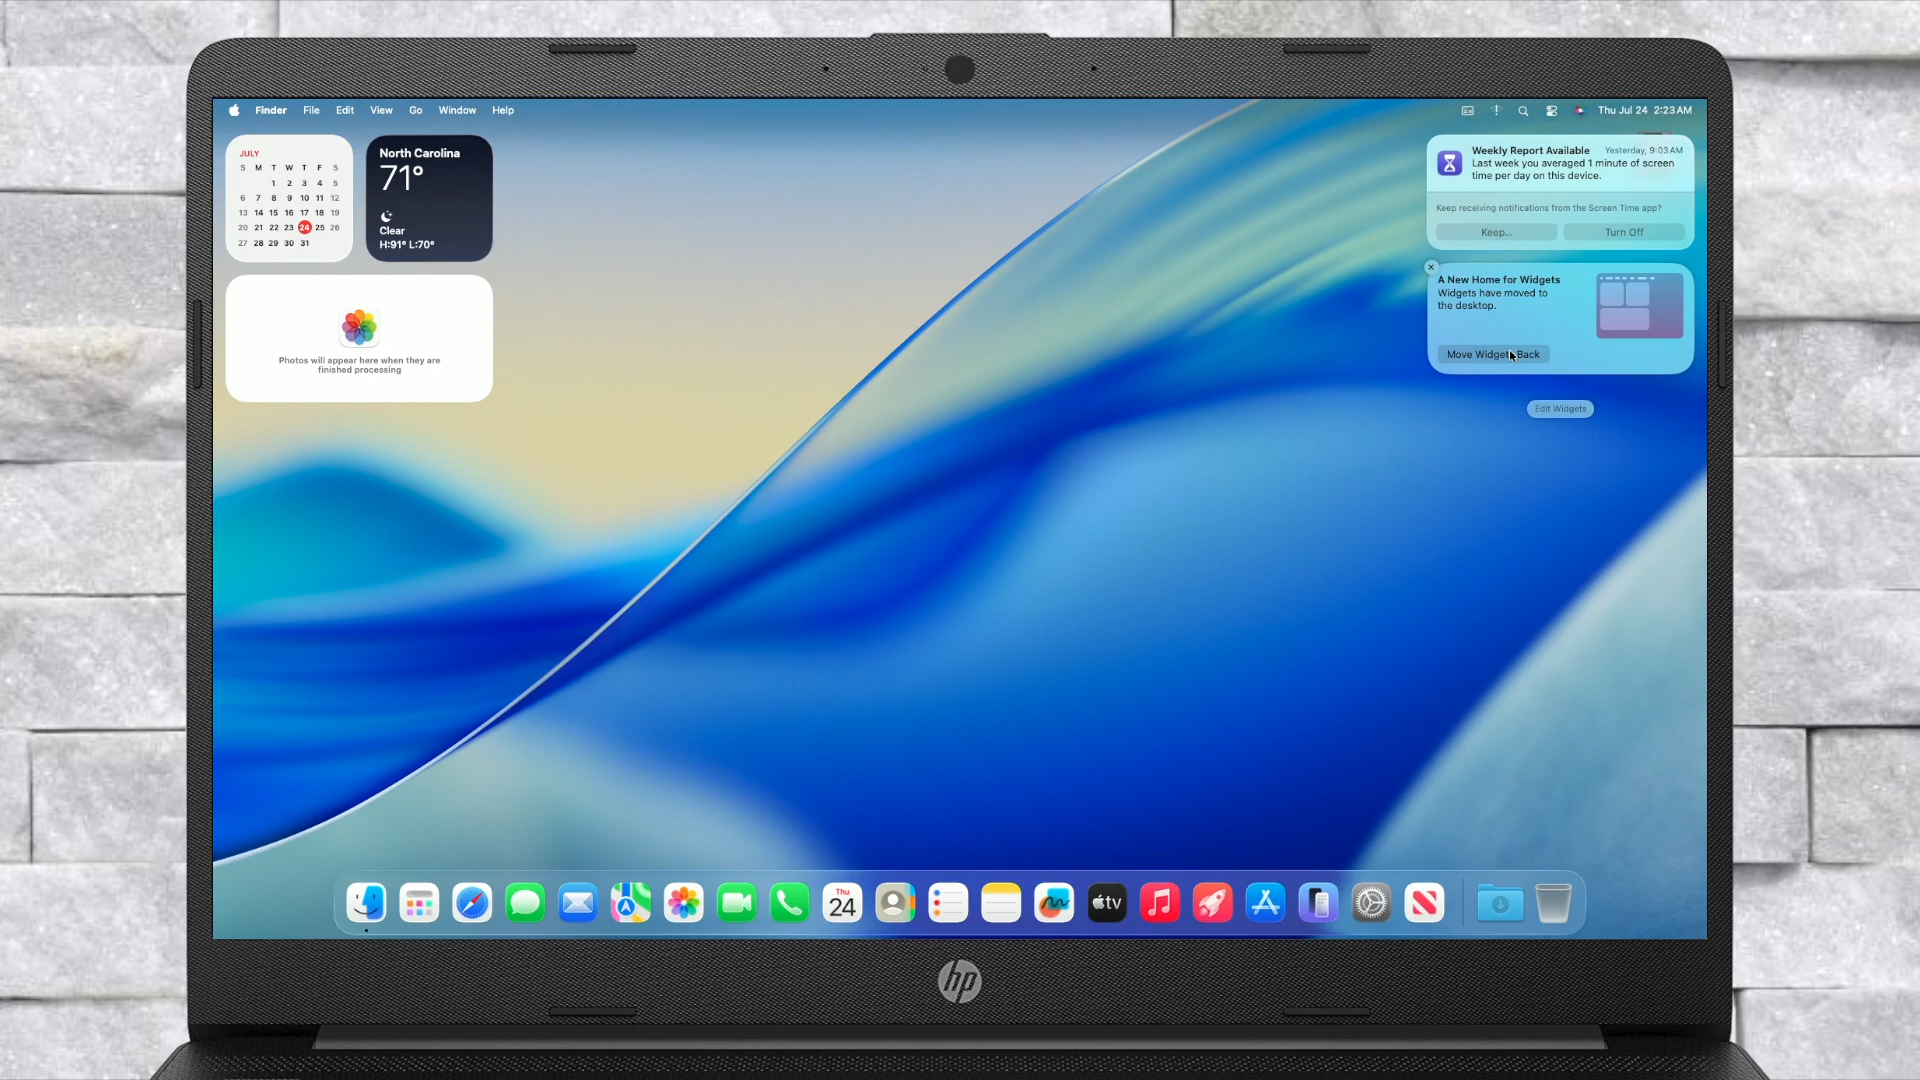 Finder File Edit View Go Window Help
Thu Jul 24 2:23 AM
JULY
S M T W T F S
1 2 3 4 5
6 7 8 9 10 11 12
13 14 15 16 17 18 19
20 21 22 23 24 25 26
27 28 29 30 31
North Carolina
71°
Clear
H:91° L:70°
Photos will appear here when they are
finished processing
Weekly Report Available Yesterday, 9:03 AM
Last week you averaged 1 minute of screen
time per day on this device.
Keep receiving notifications from the Screen Time app?
Keep... Turn Off
A New Home for Widgets
Widgets have moved to
the desktop.
Move Widgets Back
Edit Widgets
tv
Thu
24
hp